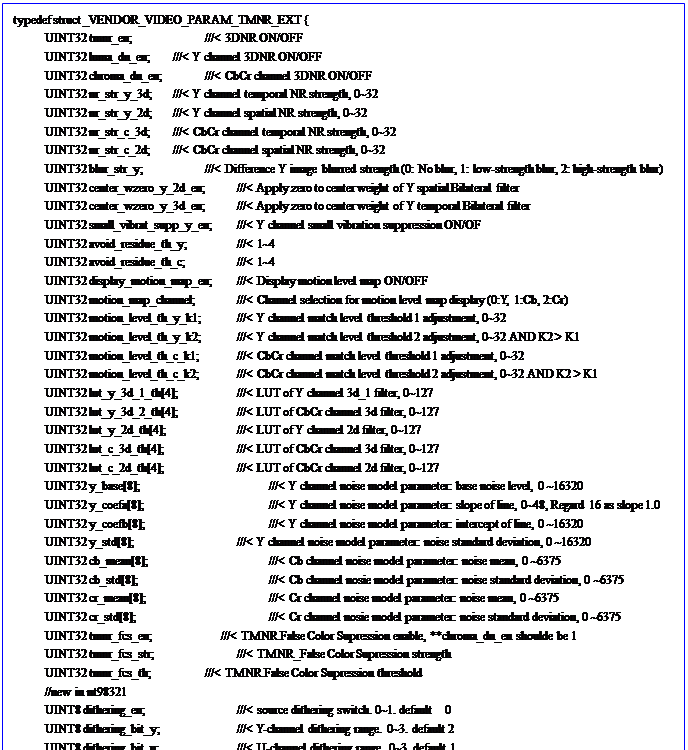 typedef struct _VENDOR_VIDEO_PARAM_TMNR_EXT {
UINT32 tmnr_en; ///< 3DNR ON/OFF
UINT32 luma_dn_en; ///< Y channel 3DNR ON/OFF
UINT32 chroma_dn_en; ///< CbCr channel 3DNR ON/OFF
UINT32 nr_str_y_3d; ///< Y channel temporal NR strength, 0~32
UINT32 nr_str_y_2d; ///< Y channel spatial NR strength, 0~32
UINT32 nr_str_c_3d; ///< CbCr channel temporal NR strength, 0~32
UINT32 nr_str_c_2d; ///< CbCr channel spatial NR strength, 0~32
UINT32 blur_str_y; ///< Difference Y image blurred strength (0: No blur, 1: low-strength blur, 2: high-strength blur)
UINT32 center_wzero_y_2d_en; ///< Apply zero to center weight of Y spatial Bilateral filter
UINT32 center_wzero_y_3d_en; ///< Apply zero to center weight of Y temporal Bilateral filter
UINT32 small_vibrat_supp_y_en; ///< Y channel small vibration suppression ON/OF
UINT32 avoid_residue_th_y; ///< 1~4
UINT32 avoid_residue_th_c; ///< 1~4
UINT32 display_motion_map_en; ///< Display motion level map ON/OFF
UINT32 motion_map_channel; ///< Channel selection for motion level map display (0:Y, 1:Cb, 2:Cr)
UINT32 motion_level_th_y_k1; ///< Y channel match level threshold 1 adjustment, 0~32
UINT32 motion_level_th_y_k2; ///< Y channel match level threshold 2 adjustment, 0~32 AND K2 > K1
UINT32 motion_level_th_c_k1; ///< CbCr channel match level threshold 1 adjustment, 0~32
UINT32 motion_level_th_c_k2; ///< CbCr channel match level threshold 2 adjustment, 0~32 AND K2 > K1
UINT32 lut_y_3d_1_th[4]; ///< LUT of Y channel 3d_1 filter, 0~127
UINT32 lut_y_3d_2_th[4]; ///< LUT of CbCr channel 3d filter, 0~127
UINT32 lut_y_2d_th[4]; ///< LUT of Y channel 2d filter, 0~127
UINT32 lut_c_3d_th[4]; ///< LUT of CbCr channel 3d filter, 0~127
UINT32 lut_c_2d_th[4]; ///< LUT of CbCr channel 2d filter, 0~127
UINT32 y_base[8]; ///< Y channel noise model parameter: base noise level, 0 ~16320
UINT32 y_coefa[8]; ///< Y channel noise model parameter: slope of line, 0~48, Regard 16 as slope 1.0
UINT32 y_coefb[8]; ///< Y channel noise model parameter: intercept of line, 0 ~16320
UINT32 y_std[8]; ///< Y channel noise model parameter: noise standard deviation, 0 ~16320
UINT32 cb_mean[8]; ///< Cb channel noise model parameter: noise mean, 0 ~6375
UINT32 cb_std[8]; ///< Cb channel nosie model parameter: noise standard deviation, 0 ~6375
UINT32 cr_mean[8]; ///< Cr channel noise model parameter: noise mean, 0 ~6375
UINT32 cr_std[8]; ///< Cr channel nosie model parameter: noise standard deviation, 0 ~6375
UINT32 tmnr_fcs_en; ///< TMNR False Color Supression enable, **chroma_dn_en shoulde be 1
UINT32 tmnr_fcs_str; ///< TMNR_False Color Supression strength
UINT32 tmnr_fcs_th; ///< TMNR False Color Supression threshold
//new in nt98321
UINT8 dithering_en; ///< source dithering switch. 0~1. default 0
UINT8 dithering_bit_y; ///< Y-channel dithering range. 0~3. default 2
UINT8 dithering_bit_u; ///< U-channel dithering range. 0~3. default 1